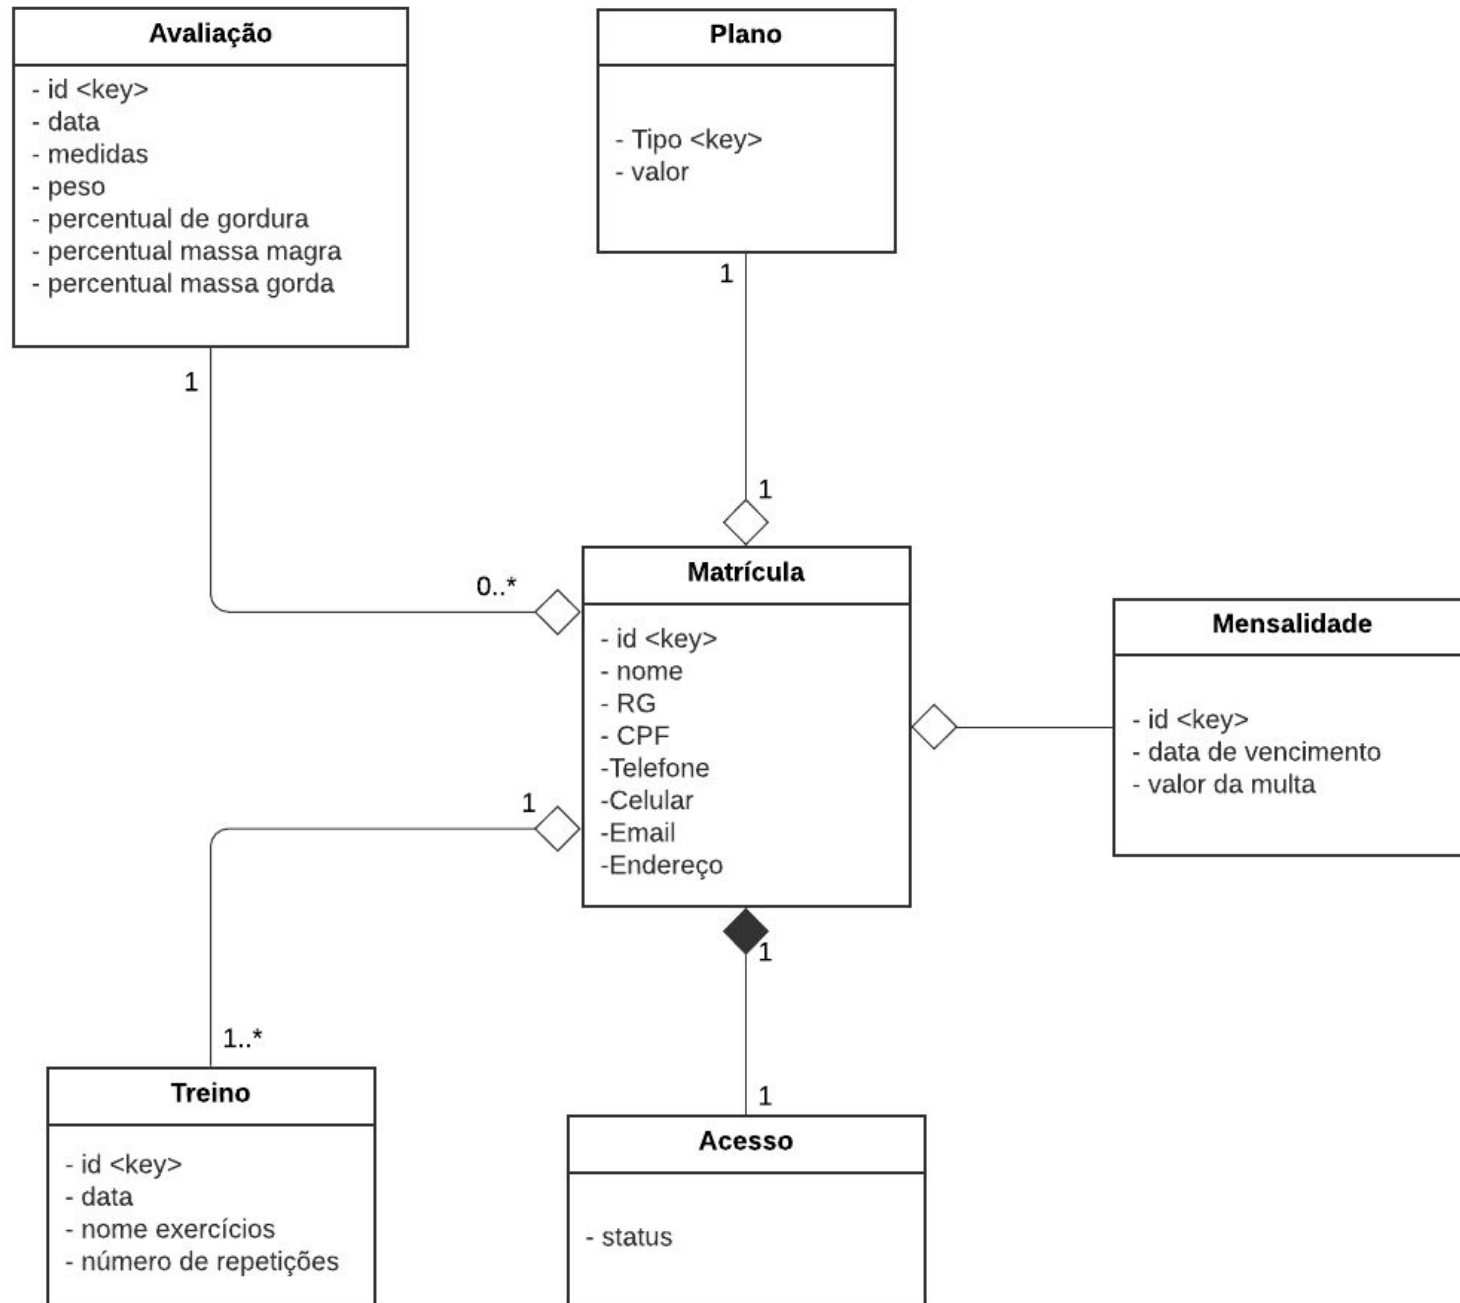 Avaliação
- id <key>
- data
- medidas
- peso
- percentual de gordura
- percentual massa magra
- percentual massa gorda
1
Plano
- Tipo <key>
- valor
1
1
0..*
Matrícula
- id <key>
- nome
- RG
- CPF
-Telefone
-Celular
-Email
-Endereço
Mensalidade
- id <key>
- data de vencimento
- valor da multa
1
1..*
Treino
- id <key>
- data
- nome exercícios
- número de repetições
1
1
Acesso
- status